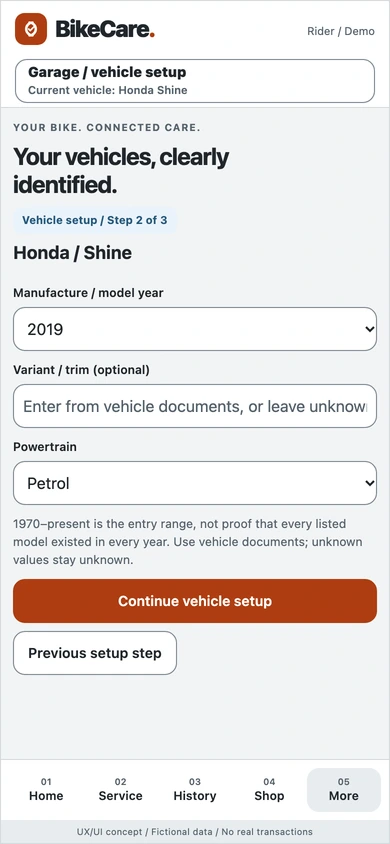 BikeCare.
Rider / Demo
Garage / vehicle setup
Current vehicle: Honda Shine
YOUR BIKE. CONNECTED CARE.
Your vehicles, clearly
identified.
Vehicle setup / Step 2 of 3
Honda / Shine
Manufacture / model year
2019
Variant / trim (optional)
Enter from vehicle documents, or leave unknow
Powertrain
Petrol
1970–present is the entry range, not proof that every listed
model existed in every year. Use vehicle documents; unknown
values stay unknown.
Continue vehicle setup
Previous setup step
01 02 03 04 05
Home Service History Shop More
UX/UI concept / Fictional data / No real transactions